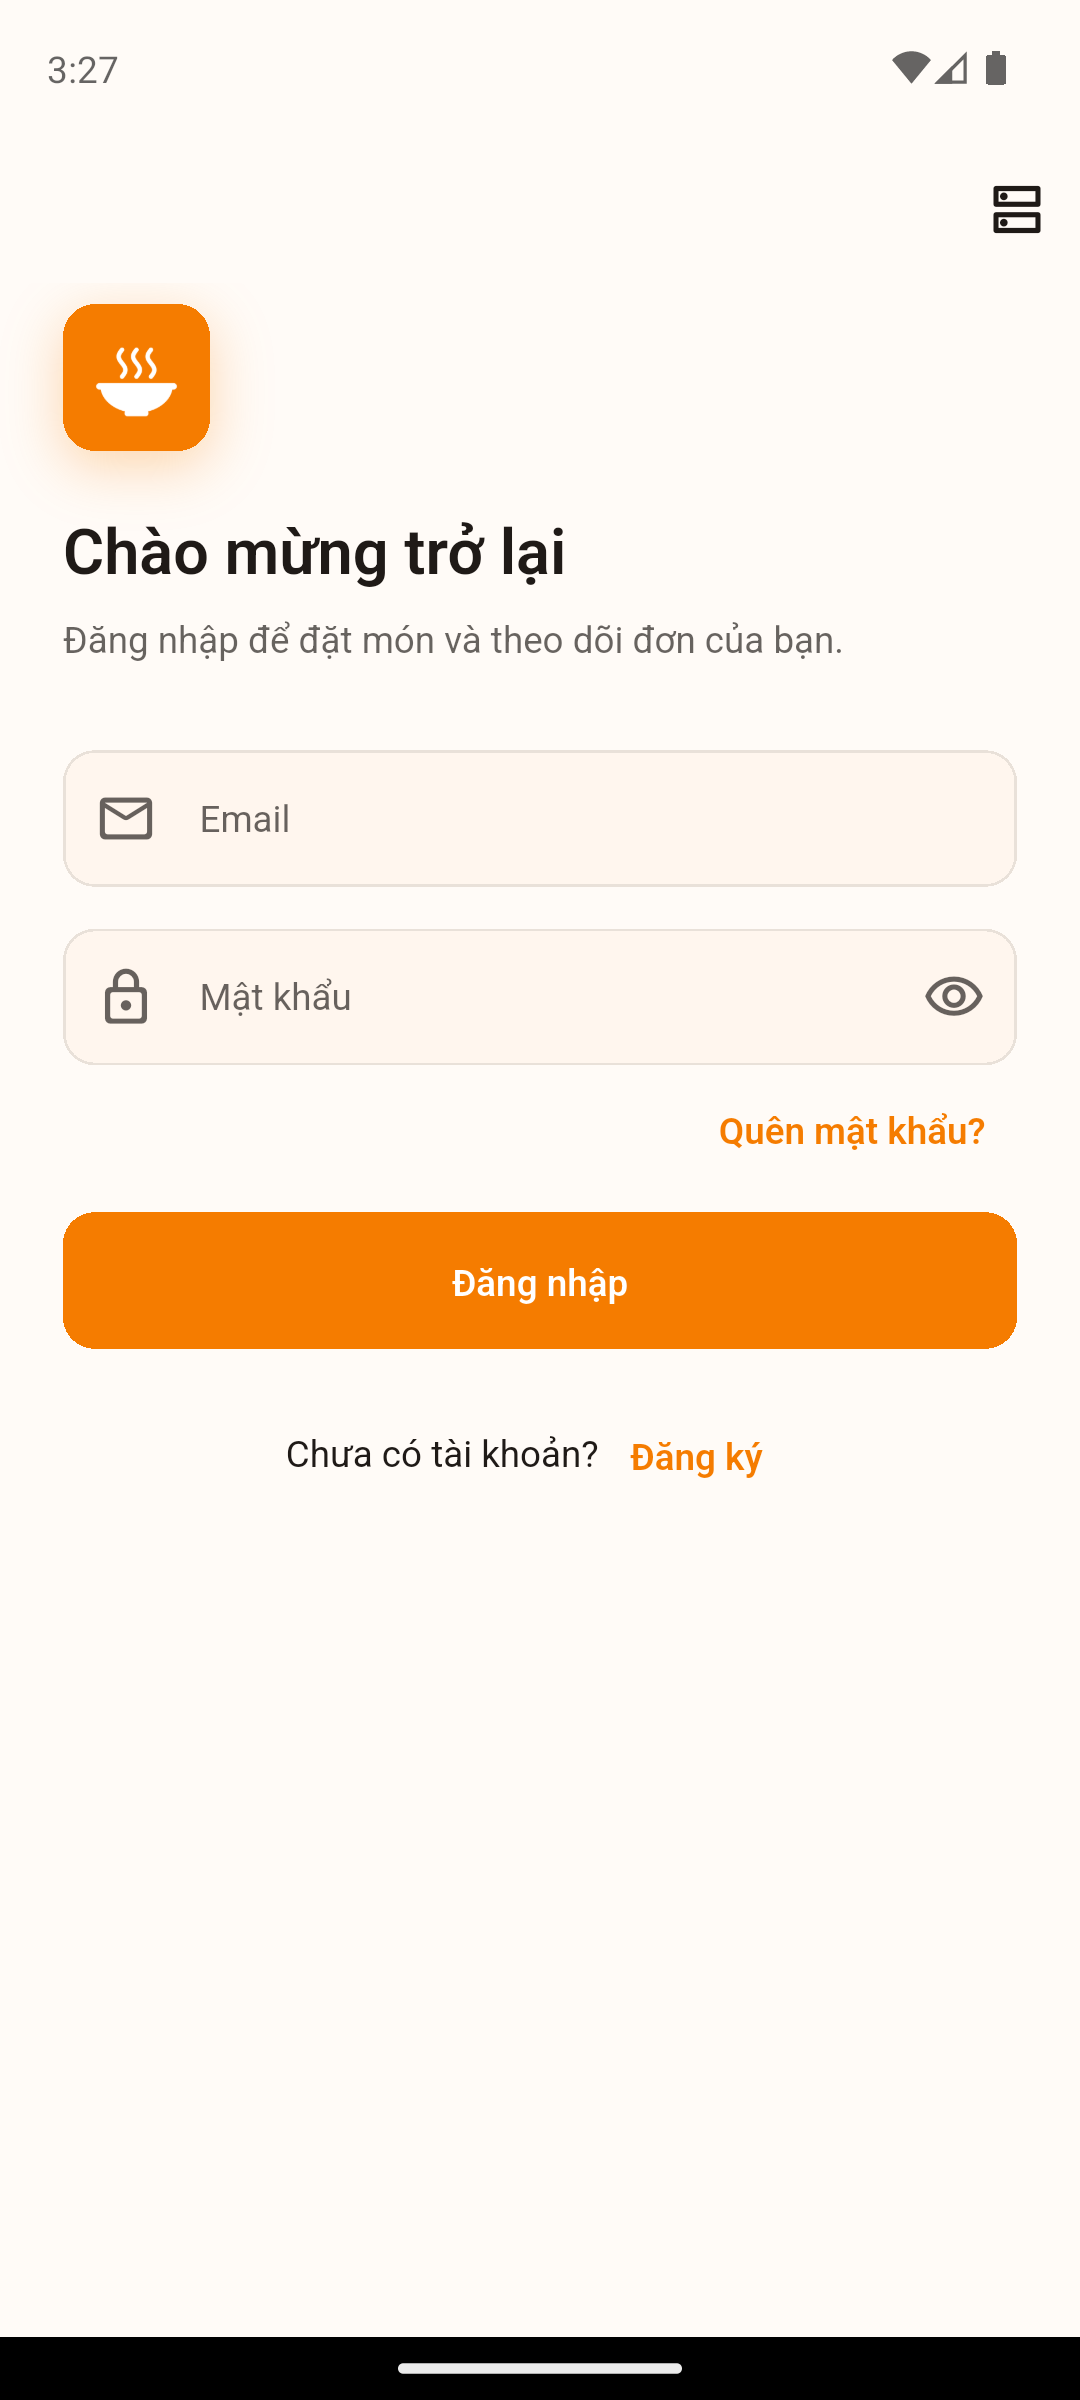 3:27
Chào mừng trở lại
Đăng nhập để đặt món và theo dõi đơn của bạn.
Email
Mật khẩu
Quên mật khẩu?
Đăng nhập
Chưa có tài khoản? Đăng ký